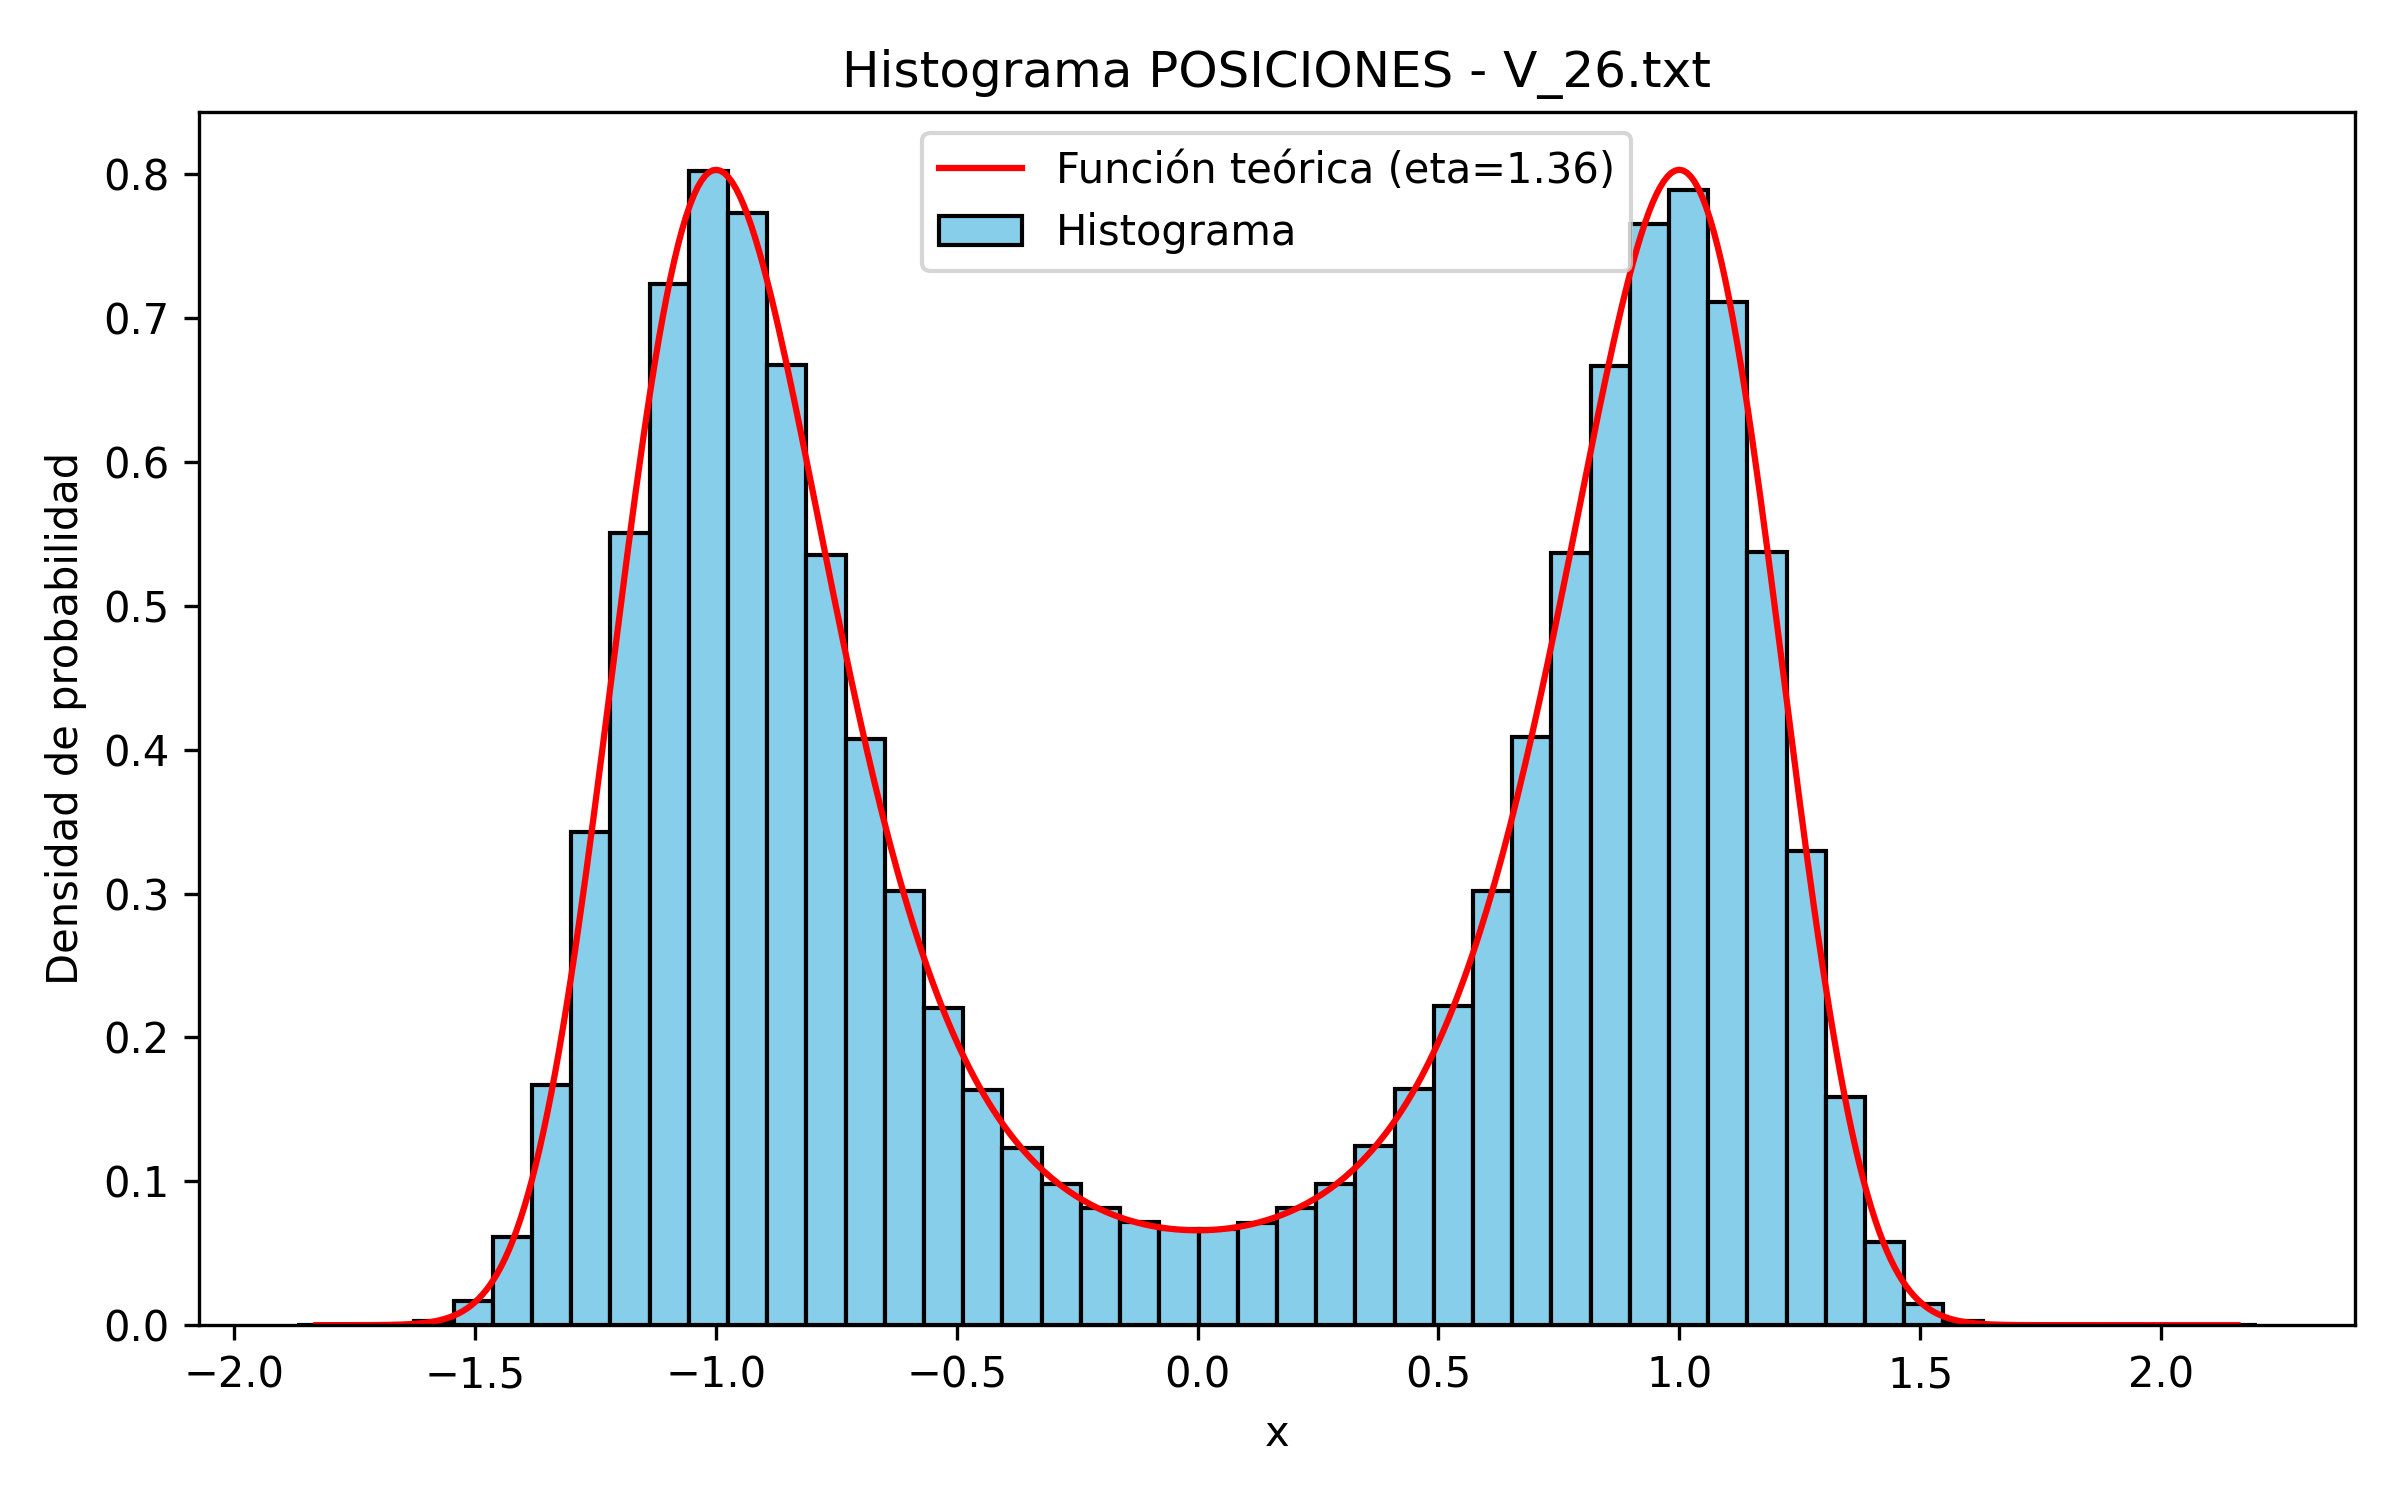 Histograma POSICIONES - V_26.txt
Función teórica (eta=1.36)
Histograma
Densidad de probabilidad
0.8
0.7
0.6
0.5
0.4
0.3
0.2
0.1
0.0
−2.0 −1.5 −1.0 −0.5 0.0 0.5 1.0 1.5 2.0
x